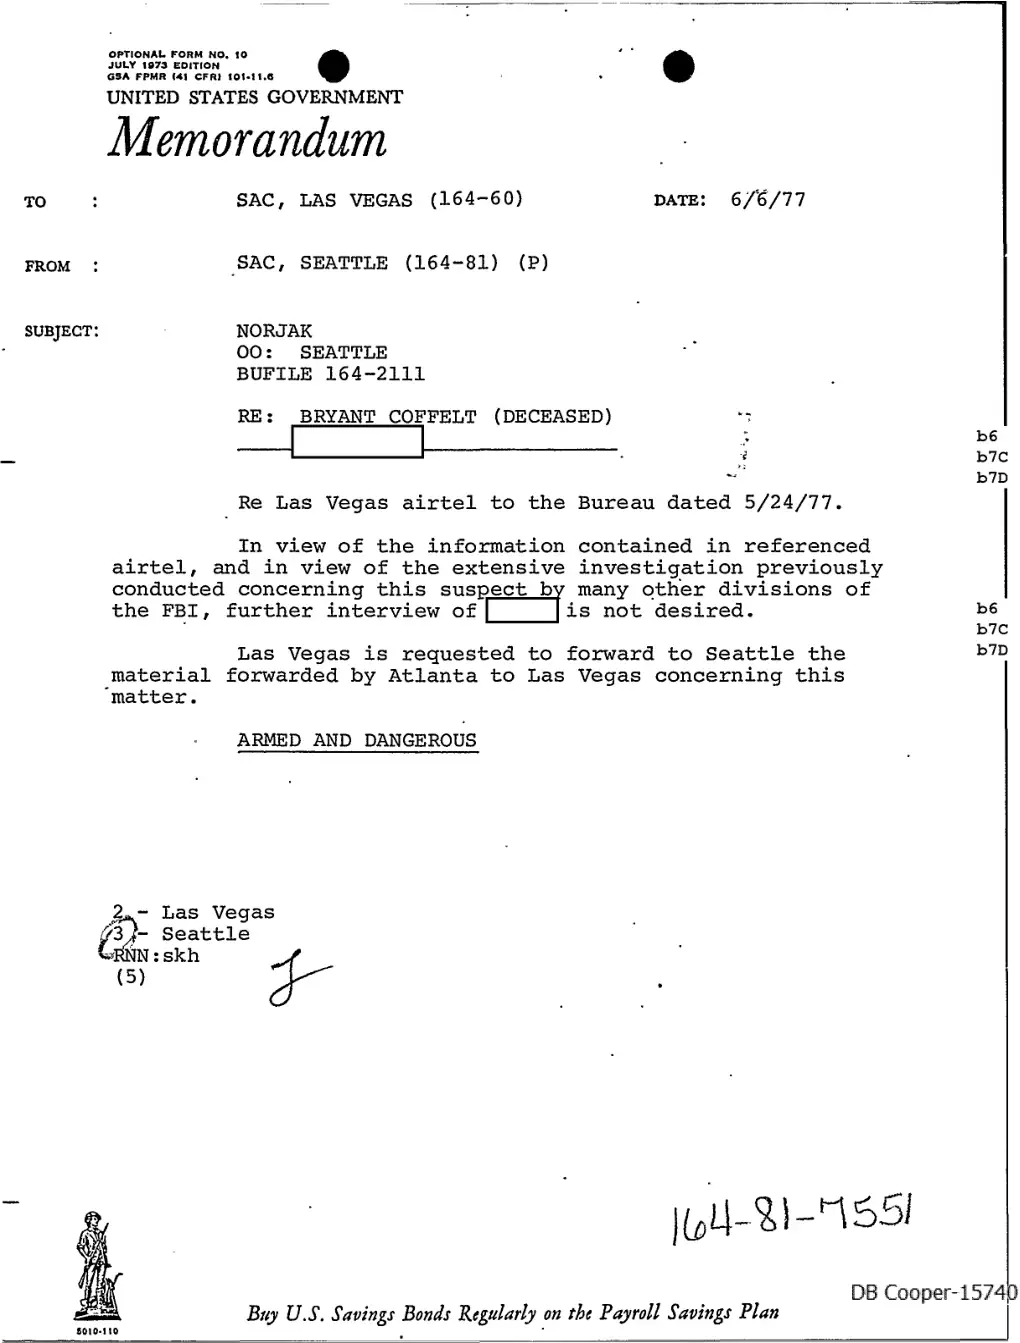 OPTIONAL FORM NO. 10
JULY 1973 EDITION
GSA FPMR (41 CFR) 101-11.6
UNITED STATES GOVERNMENT
Memorandum
TO : SAC, LAS VEGAS (164-60) DATE: 6/6/77
FROM : SAC, SEATTLE (164-81) (P)
SUBJECT: NORJAK
OO: SEATTLE
BUFILE 164-2111
RE: BRYANT COFFELT (DECEASED)
b6
b7C
b7D
Re Las Vegas airtel to the Bureau dated 5/24/77.
In view of the information contained in referenced
airtel, and in view of the extensive investigation previously
conducted concerning this suspect by many other divisions of
the FBI, further interview of is not desired.
b6
b7C
b7D
Las Vegas is requested to forward to Seattle the
material forwarded by Atlanta to Las Vegas concerning this
matter.
ARMED AND DANGEROUS
2 - Las Vegas
3 - Seattle
RNN:skh
(5)
164-81-7551
DB Cooper-15740
Buy U.S. Savings Bonds Regularly on the Payroll Savings Plan
5010-110